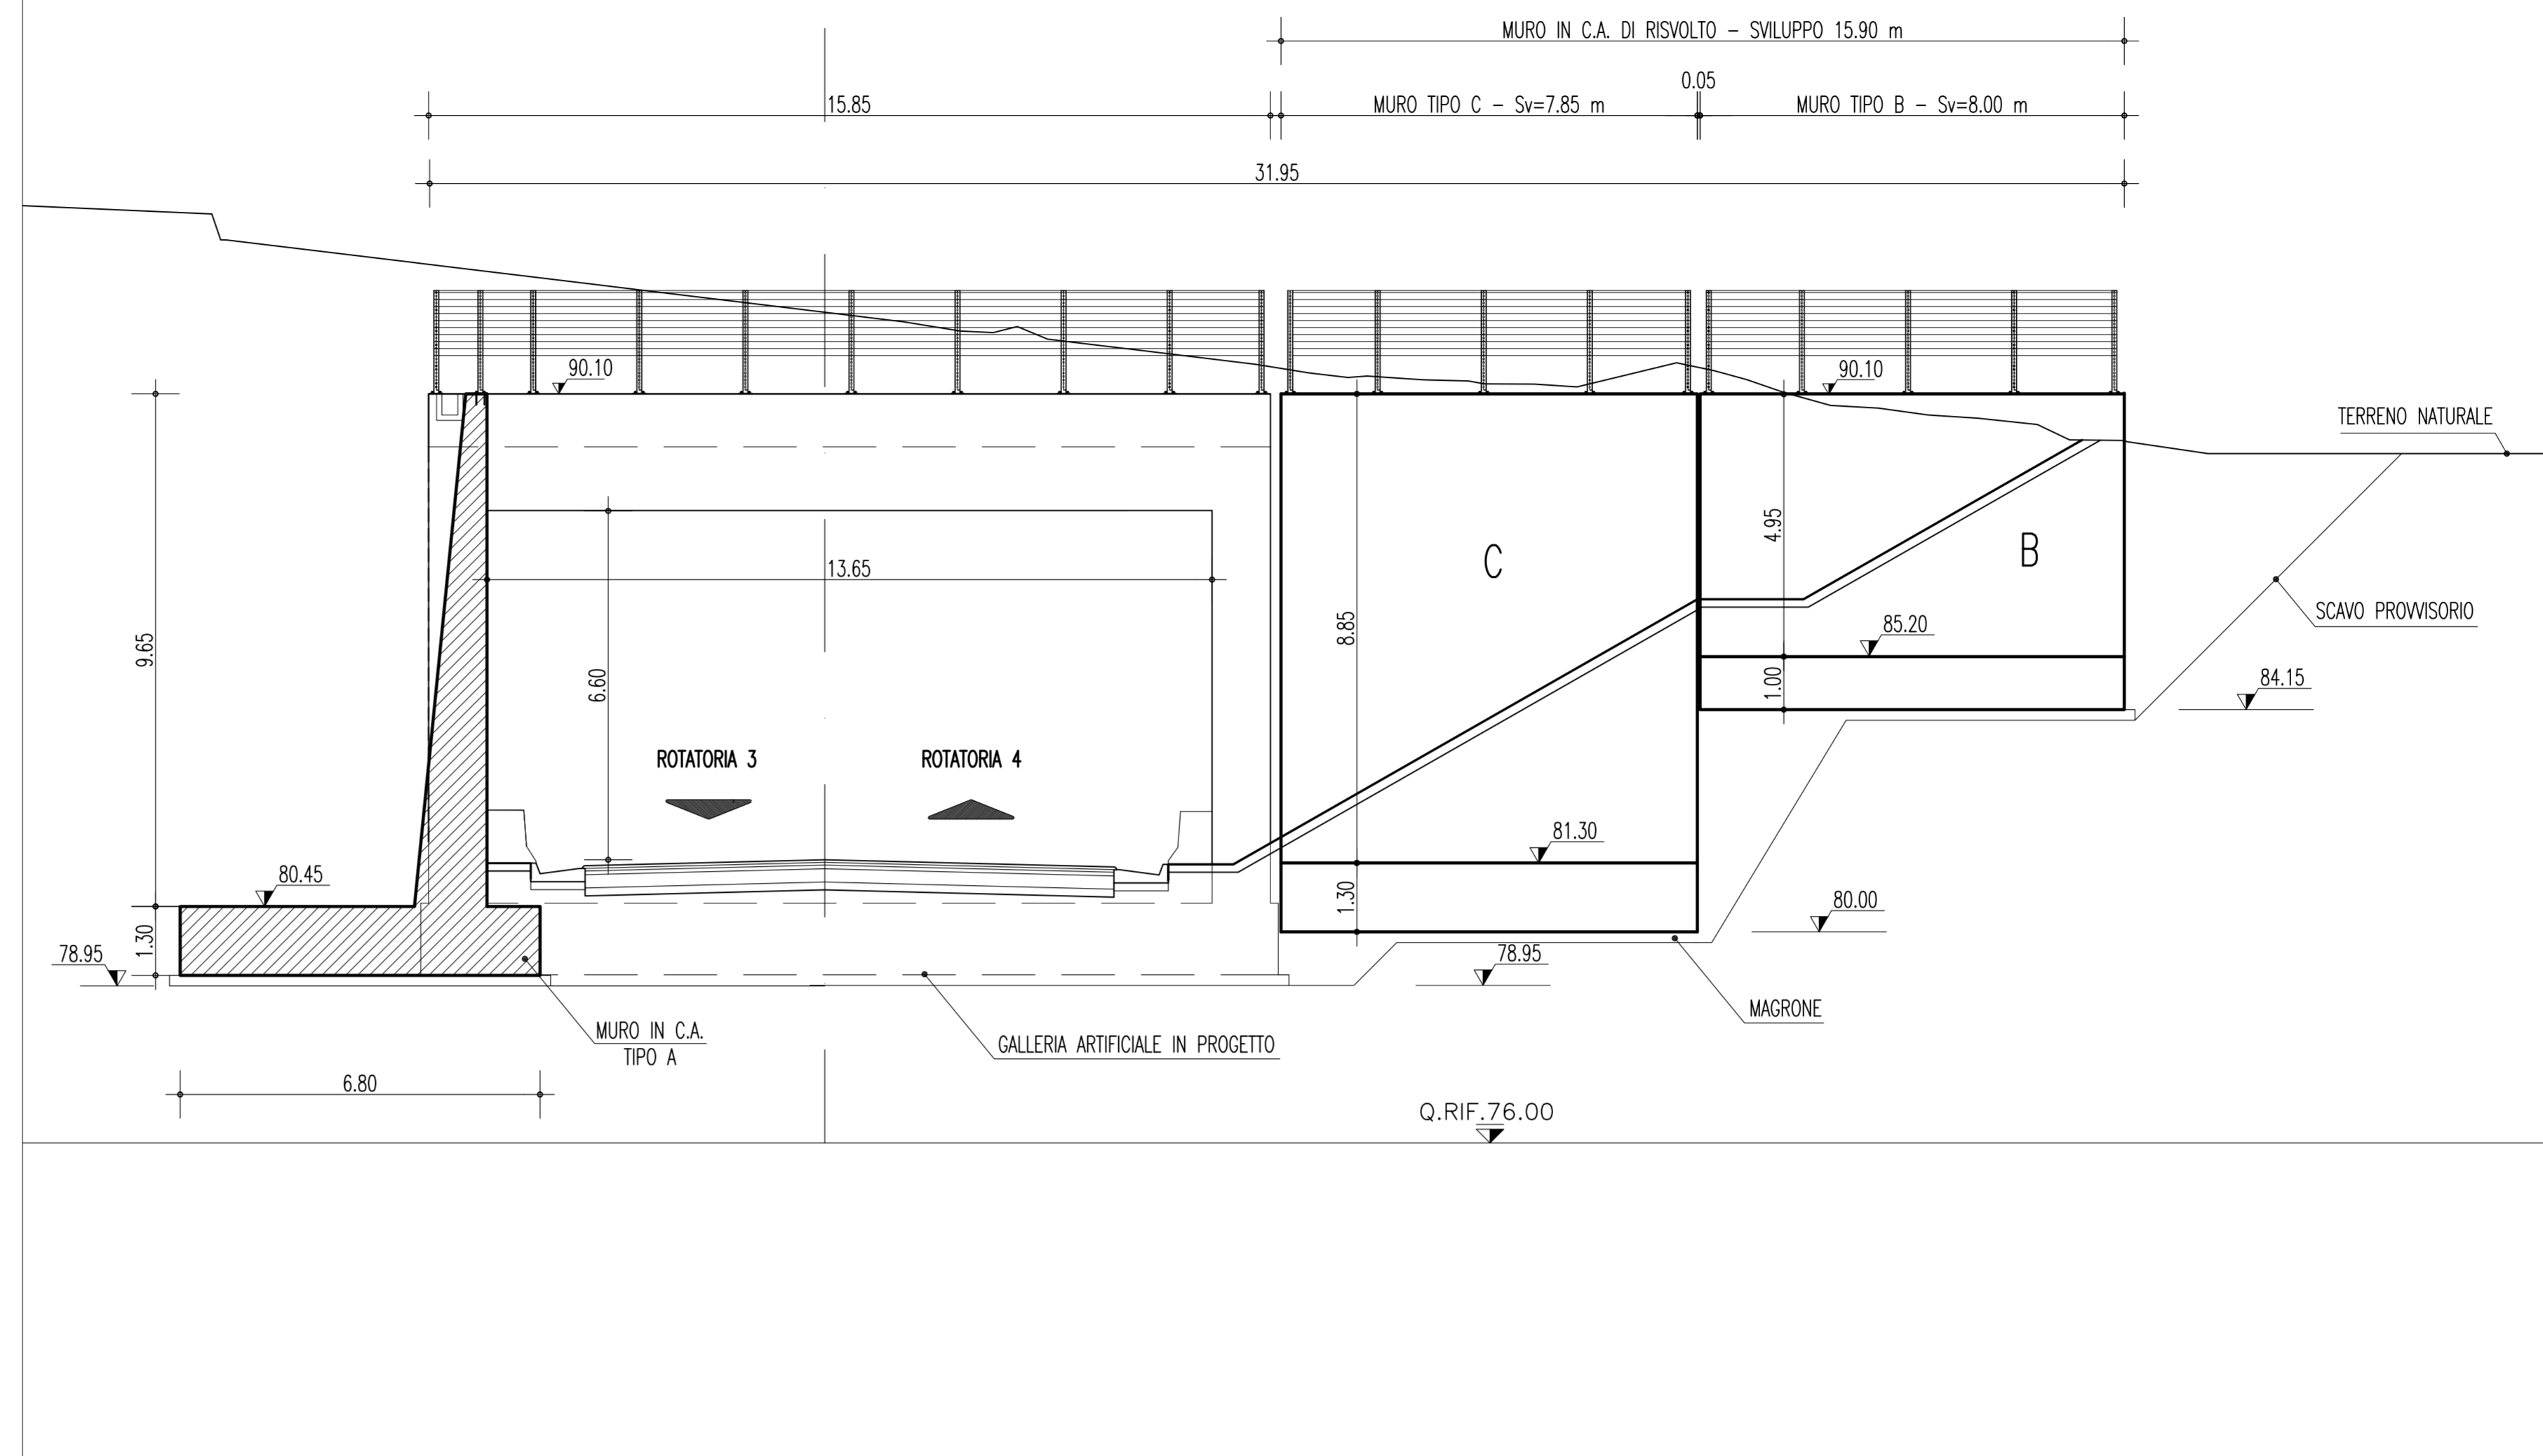 MURO IN C.A. DI RISVOLTO - SVILUPPO 15.90 m
0.05
15.85
MURO TIPO C - Sv=7.85 m
MURO TIPO B - Sv=8.00 m
31.95
90.10
90.10
TERRENO NATURALE
4.95
C
B
13.65
8.85
SCAVO PROVVISORIO
85.20
9.65
6.60
1.00
84.15
ROTATORIA 3
ROTATORIA 4
81.30
80.45
1.30
80.00
1.30
78.95
78.95
MAGRONE
MURO IN C.A.
TIPO A
GALLERIA ARTIFICIALE IN PROGETTO
6.80
Q.RIF.76.00